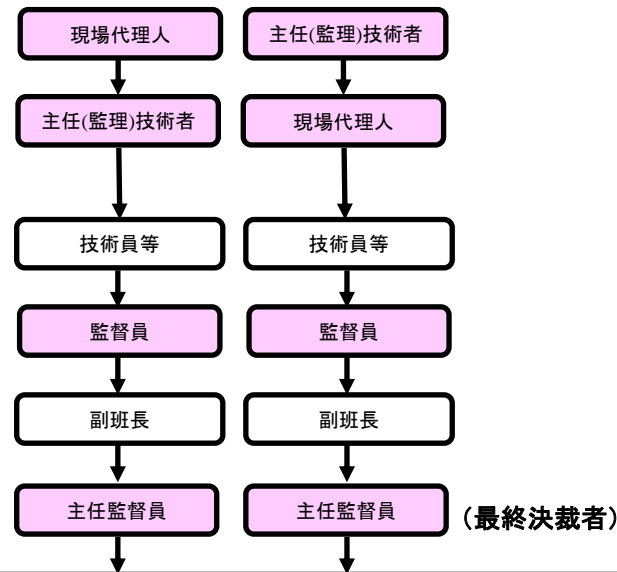 現場代理人
主任(監理)技術者
技術員等
監督員
副班長
主任監督員
主任(監理)技術者
現場代理人
技術員等
監督員
副班長
主任監督員
（最終決裁者）